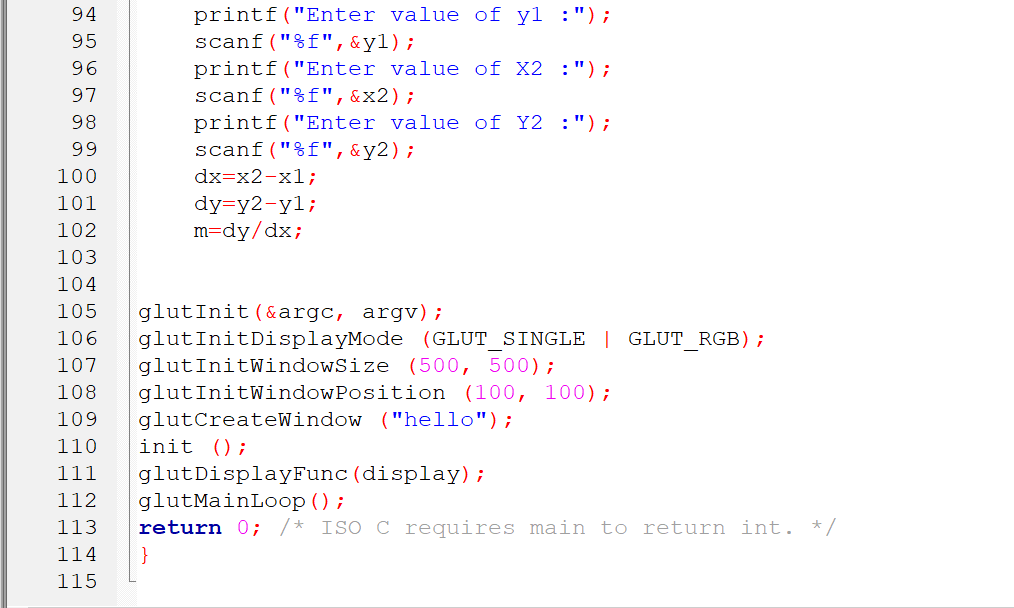 94 printf("Enter value of y1 :");
95 scanf("%f",&y1);
96 printf("Enter value of X2 :");
97 scanf("%f",&x2);
98 printf("Enter value of Y2 :");
99 scanf("%f",&y2);
100 dx=x2-x1;
101 dy=y2-y1;
102 m=dy/dx;
103
104
105 glutInit(&argc, argv);
106 glutInitDisplayMode (GLUT_SINGLE | GLUT_RGB);
107 glutInitWindowSize (500, 500);
108 glutInitWindowPosition (100, 100);
109 glutCreateWindow ("hello");
110 init ();
111 glutDisplayFunc(display);
112 glutMainLoop();
113 return 0; /* ISO C requires main to return int. */
114 }
115